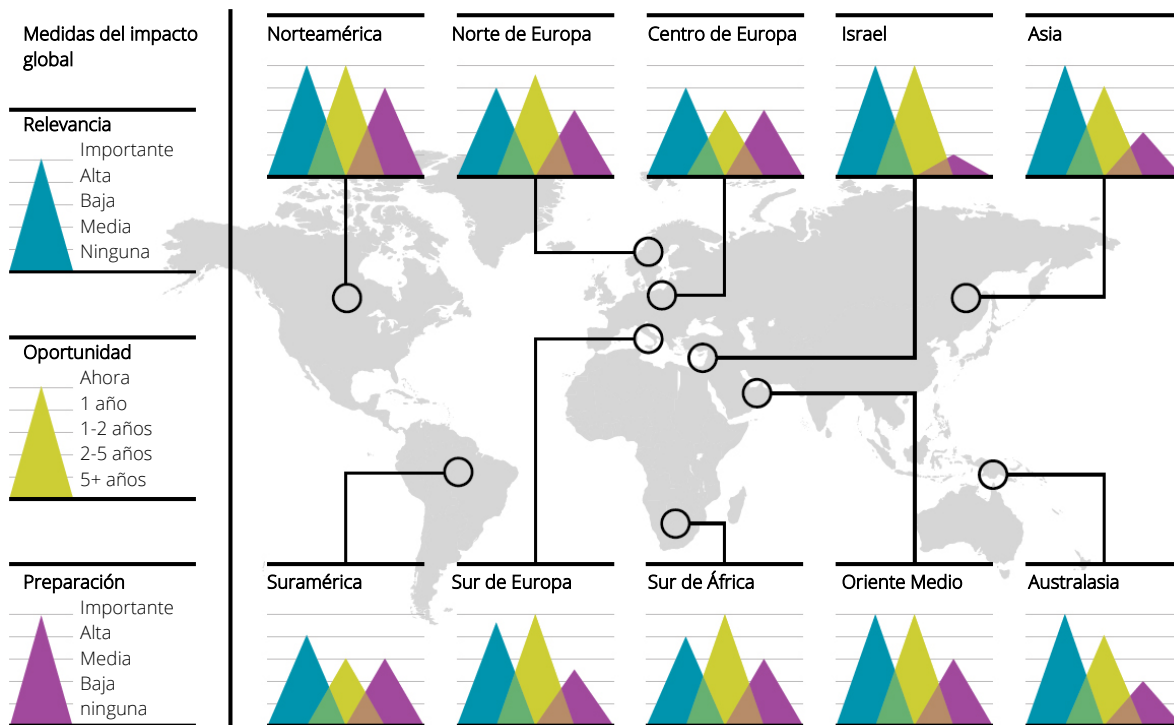 Medidas del impacto
global
Relevancia
Importante
Alta
Baja
Media
Ninguna
Oportunidad
Ahora
1 año
1-2 años
2-5 años
5+ años
Preparación
Importante
Alta
Media
Baja
ninguna
Norteamérica
Norte de Europa
Centro de Europa
Israel
Asia
Suramérica
Sur de Europa
Sur de África
Oriente Medio
Australasia